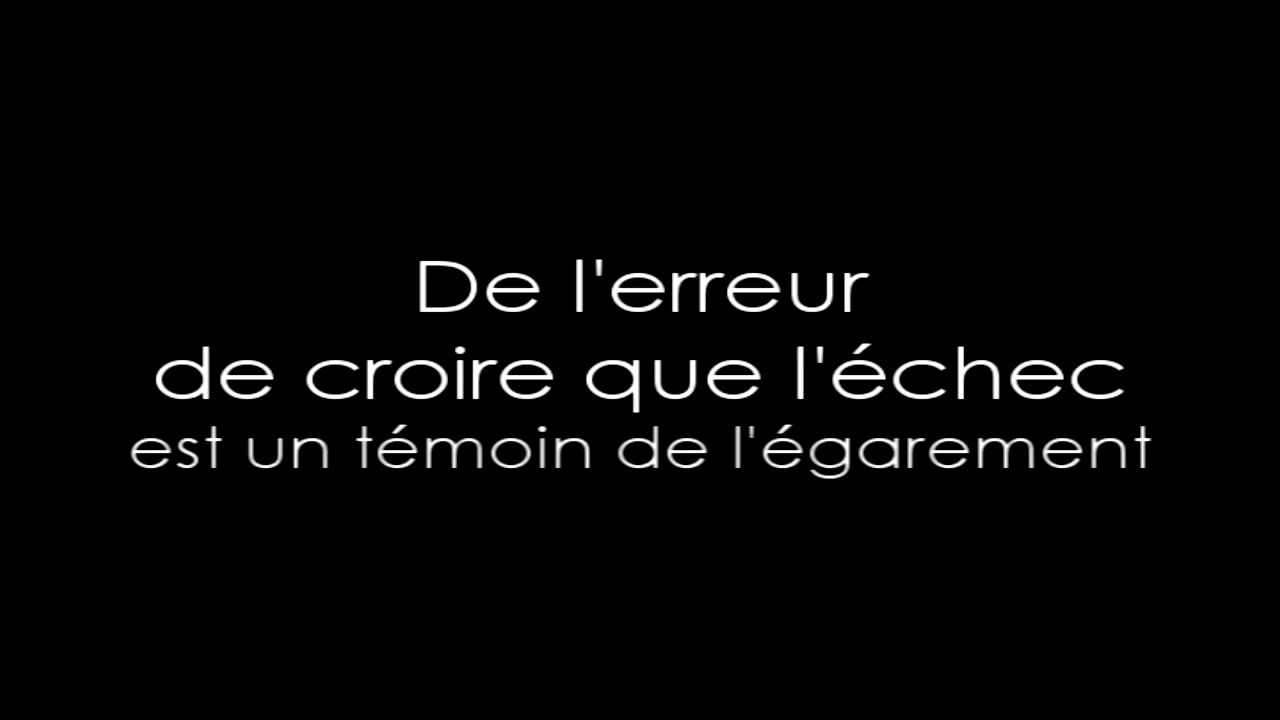 De l'erreur
de croire que l'échec
est un témoin de l'égarement